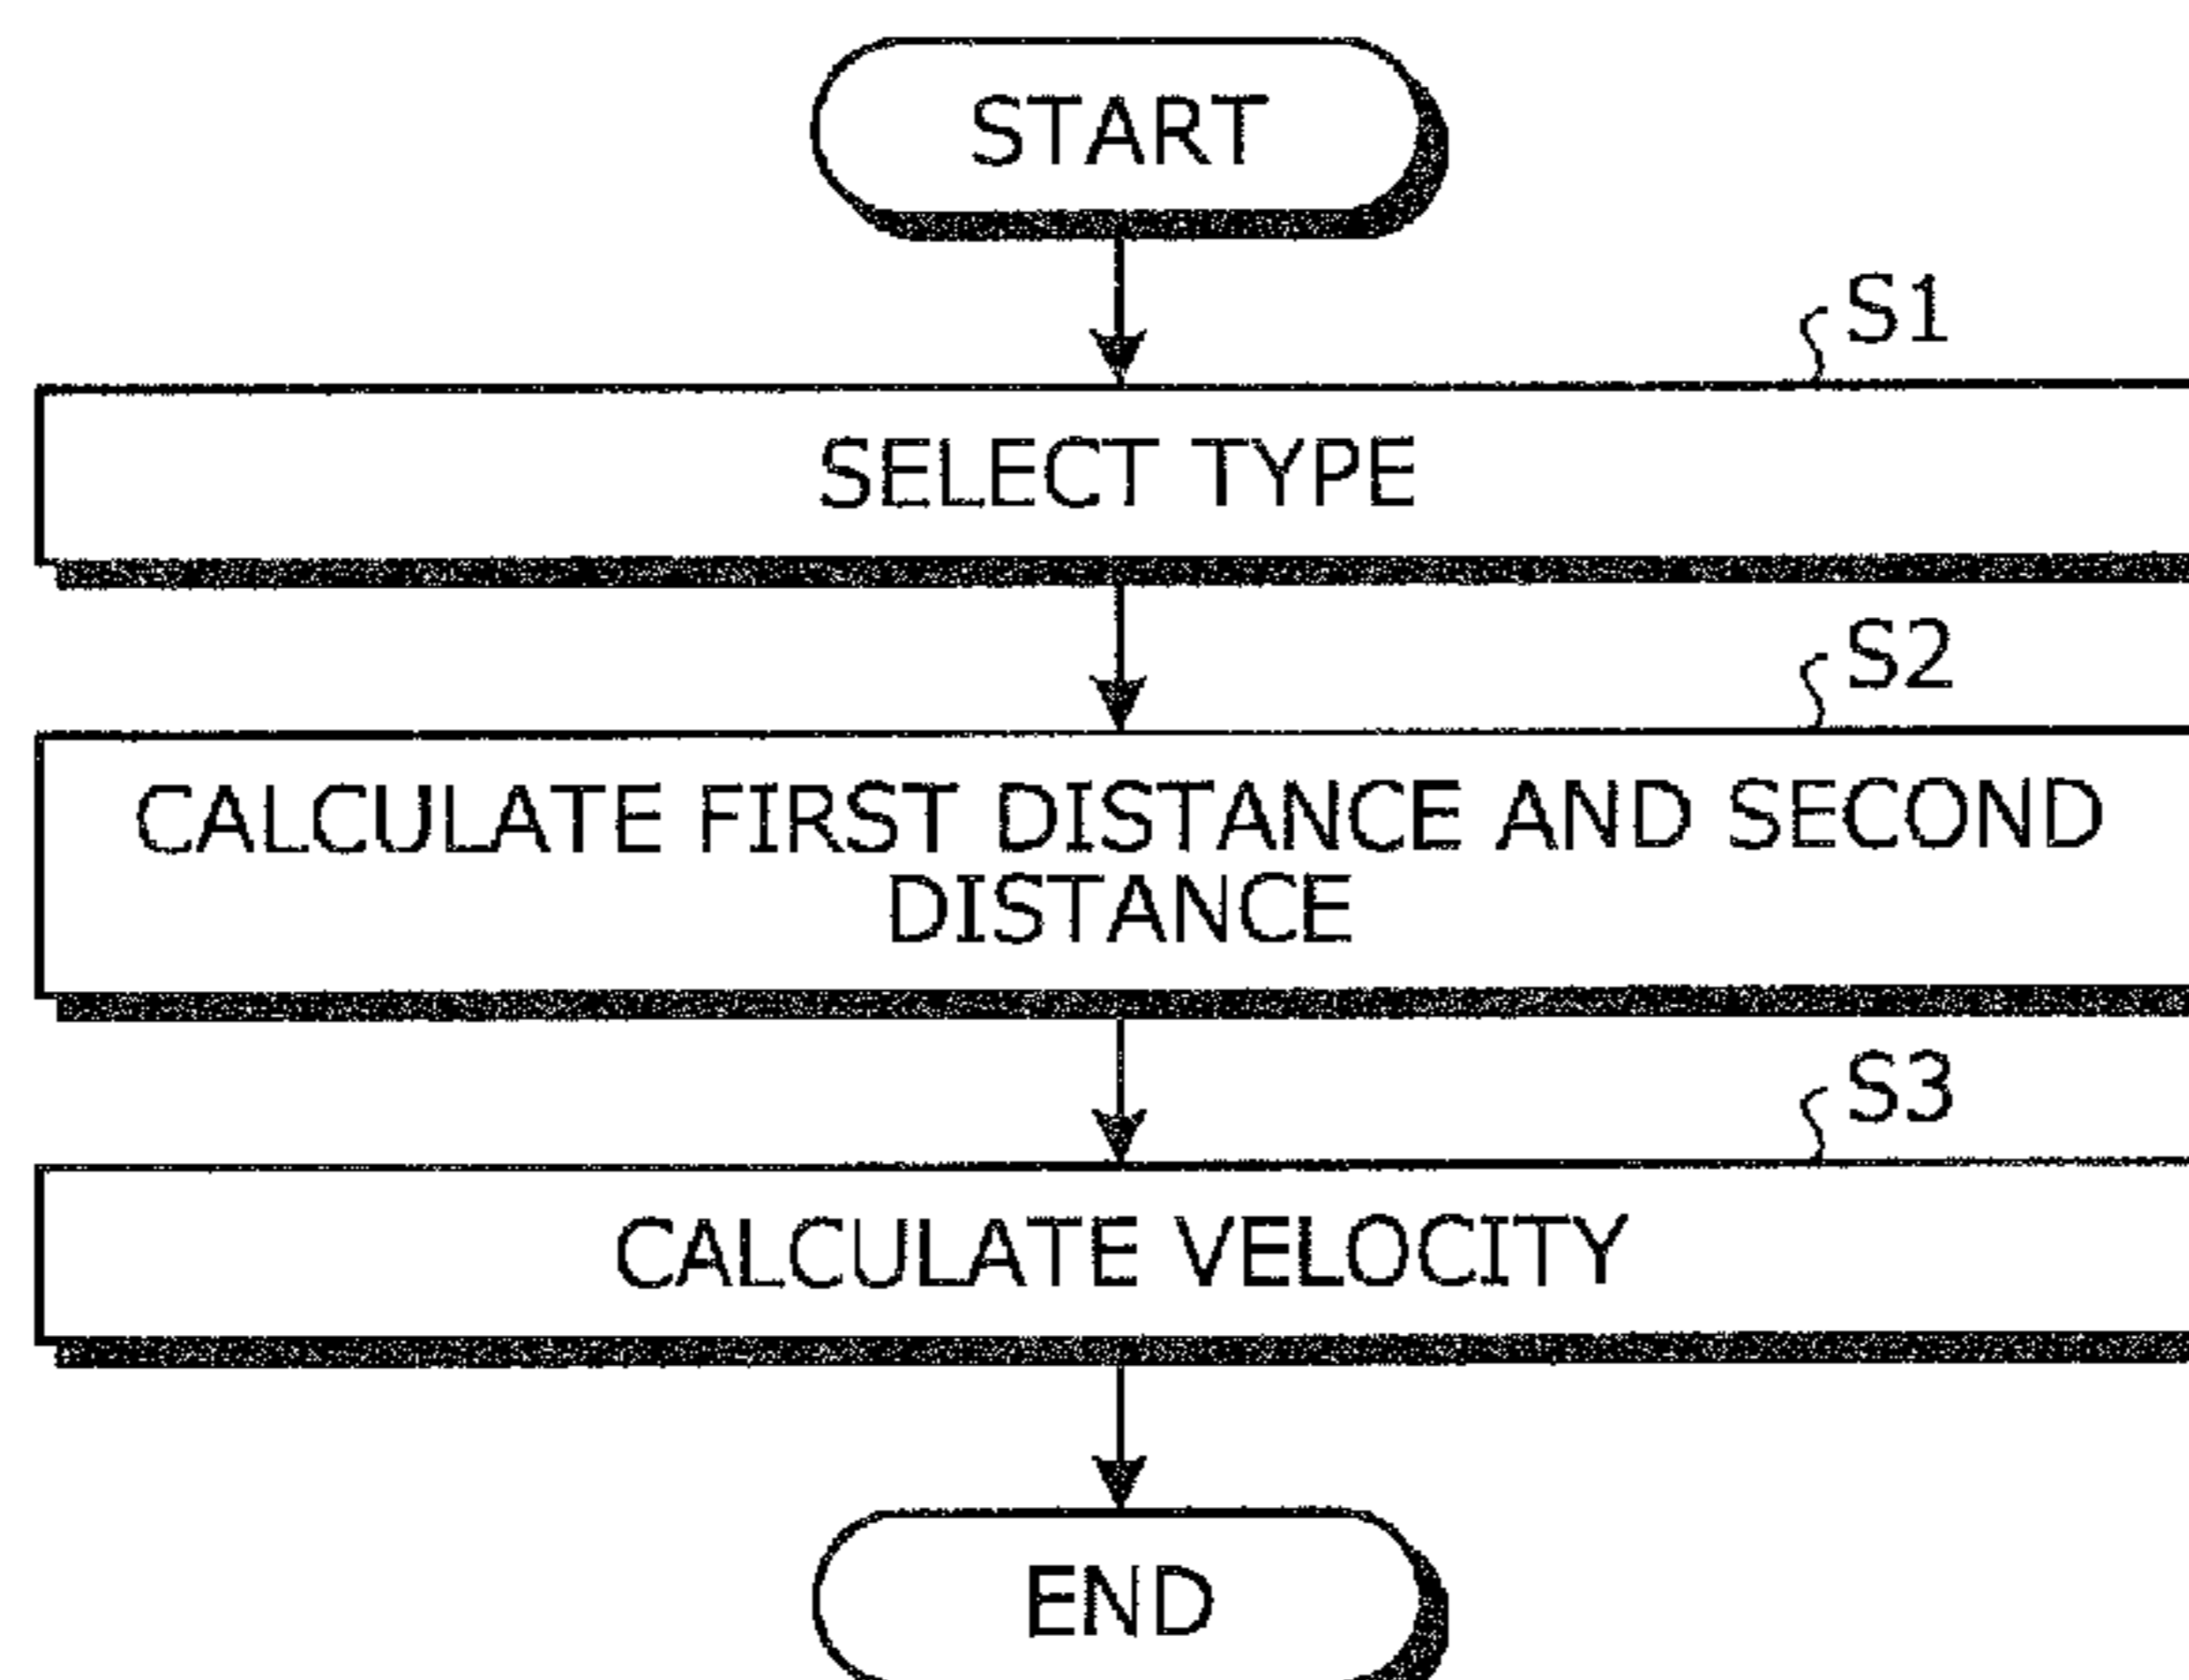 START
S1
SELECT TYPE
S2
CALCULATE FIRST DISTANCE AND SECOND
DISTANCE
S3
CALCULATE VELOCITY
END